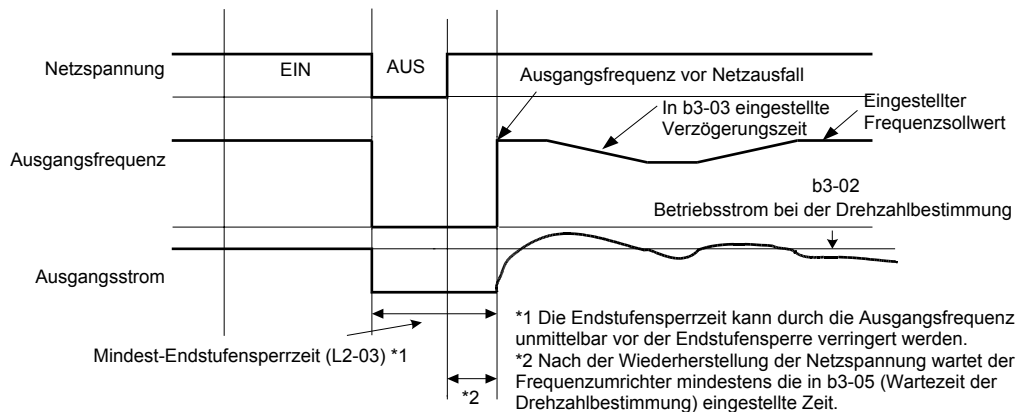 Netzspannung
EIN
AUS
Ausgangsfrequenz vor Netzausfall
In b3-03 eingestellte
Verzögerungszeit
Eingestellter
Frequenzsollwert
Ausgangsfrequenz
b3-02
Betriebsstrom bei der Drehzahlbestimmung
Ausgangsstrom
Mindest-Endstufensperrzeit (L2-03) *1
*2
*1 Die Endstufensperrzeit kann durch die Ausgangsfrequenz
unmittelbar vor der Endstufensperre verringert werden.
*2 Nach der Wiederherstellung der Netzspannung wartet der
Frequenzumrichter mindestens die in b3-05 (Wartezeit der
Drehzahlbestimmung) eingestellte Zeit.